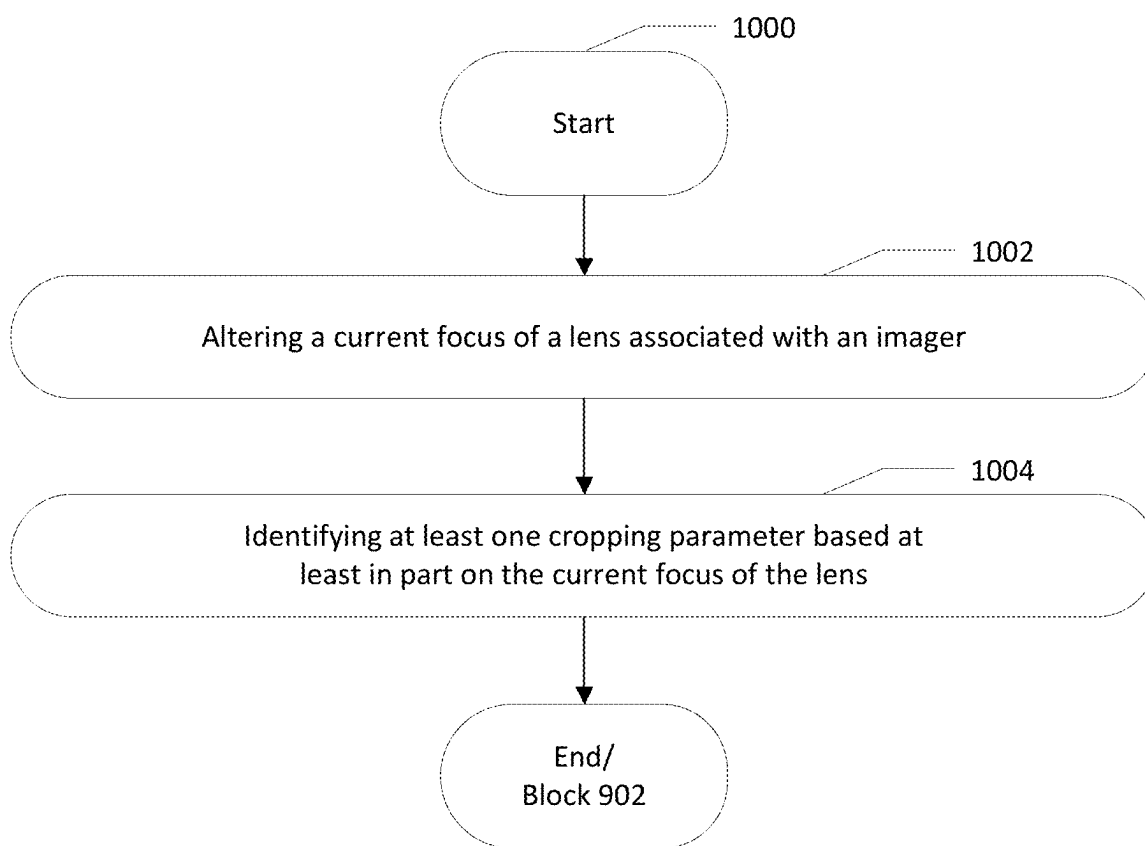 1000
Start
1002
Altering a current focus of a lens associated with an imager
1004
Identifying at least one cropping parameter based at
least in part on the current focus of the lens
End/
Block 902